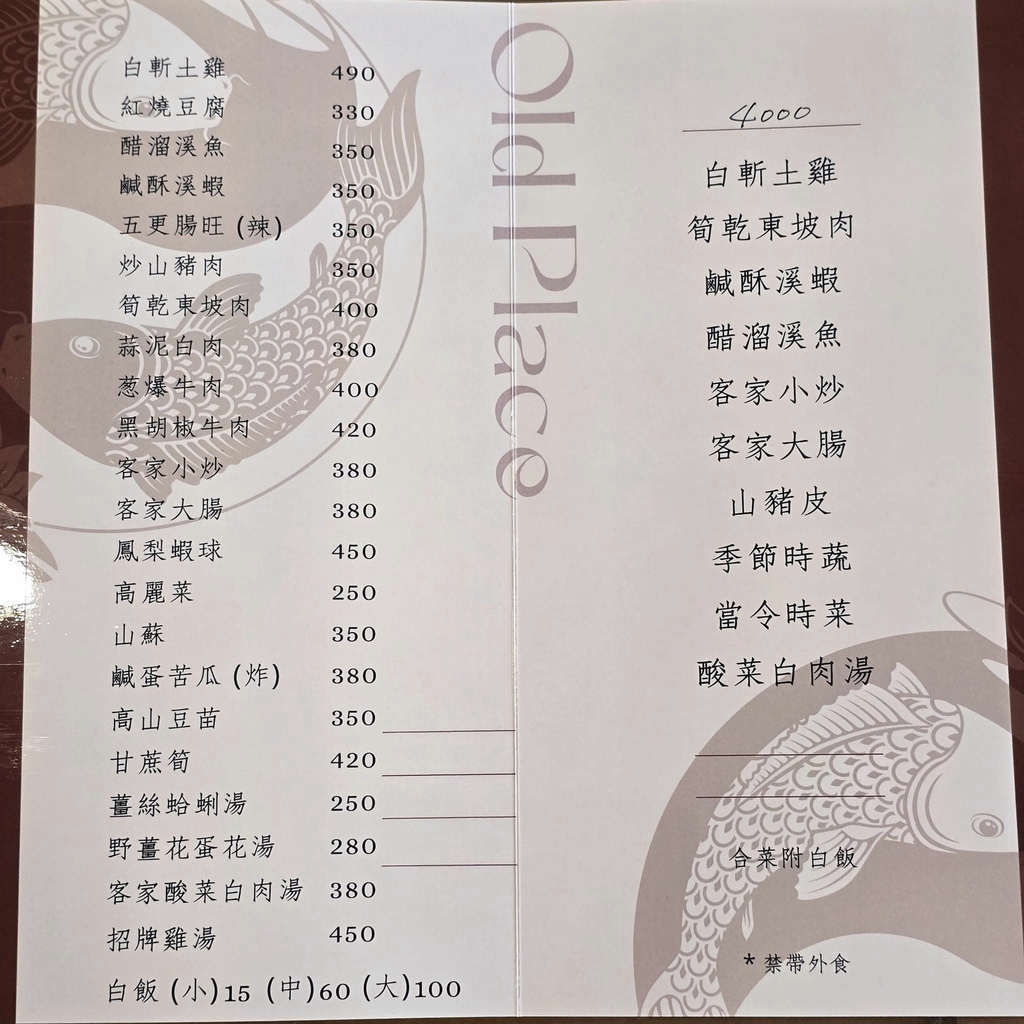 白斬土雞 490
紅燒豆腐 330
醋溜溪魚 350
鹹酥溪蝦 350
五更腸旺 (辣) 350
炒山豬肉 350
筍乾東坡肉 400
蒜泥白肉 380
葱爆牛肉 400
黑胡椒牛肉 420
客家小炒 380
客家大腸 380
鳳梨蝦球 450
高麗菜 250
山蘇 350
鹹蛋苦瓜 (炸) 380
高山豆苗 350
甘蔗筍 420
薑絲蛤蜊湯 250
野薑花蛋花湯 280
客家酸菜白肉湯 380
招牌雞湯 450
白飯 (小)15 (中)60 (大)100
Old Place
4000
白斬土雞
筍乾東坡肉
鹹酥溪蝦
醋溜溪魚
客家小炒
客家大腸
山豬皮
季節時蔬
當令時菜
酸菜白肉湯
合菜附白飯
* 禁帶外食